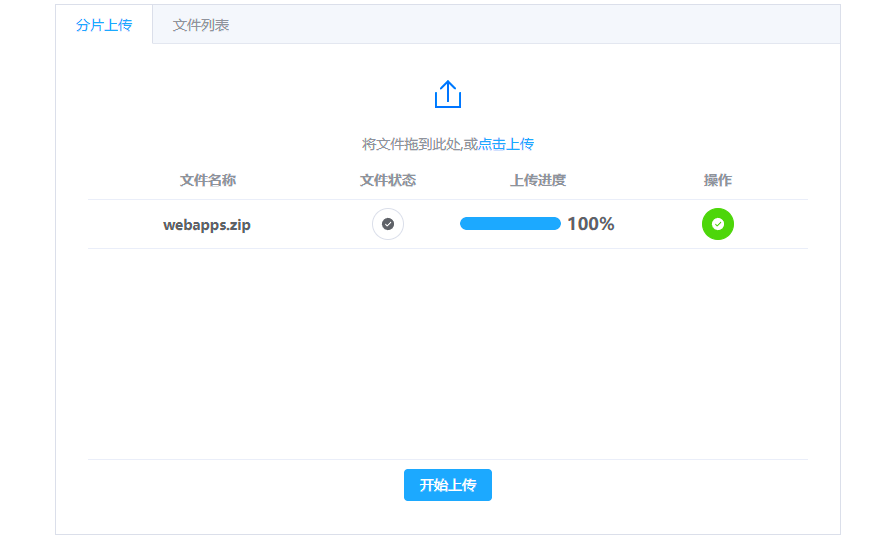 分片上传 文件列表
将文件拖到此处,或点击上传
文件名称 文件状态 上传进度 操作
webapps.zip 100%
开始上传